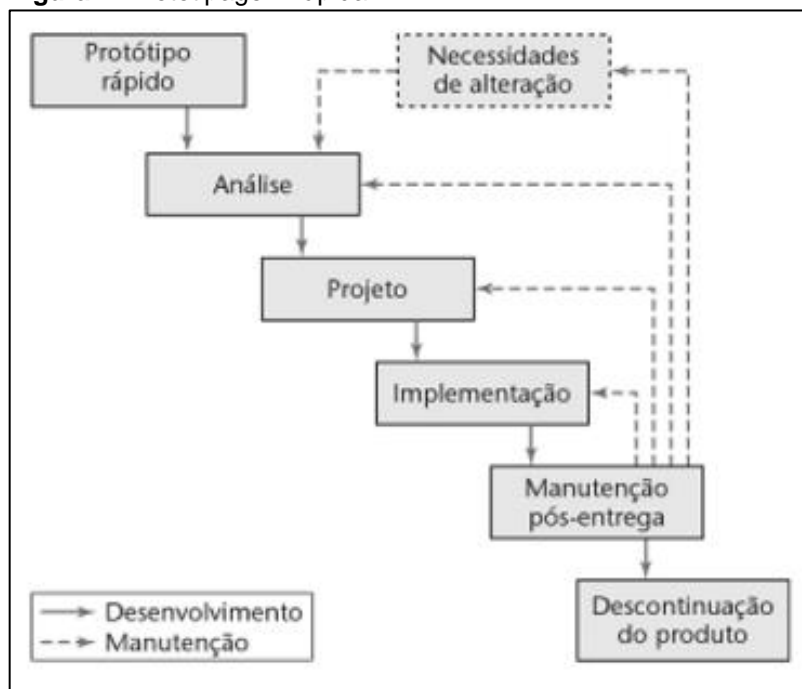 Protótipo
rápido
Necessidades
de alteração
Análise
Projeto
Implementação
Manutenção
pós-entrega
Descontinuação
do produto
Desenvolvimento
Manutenção